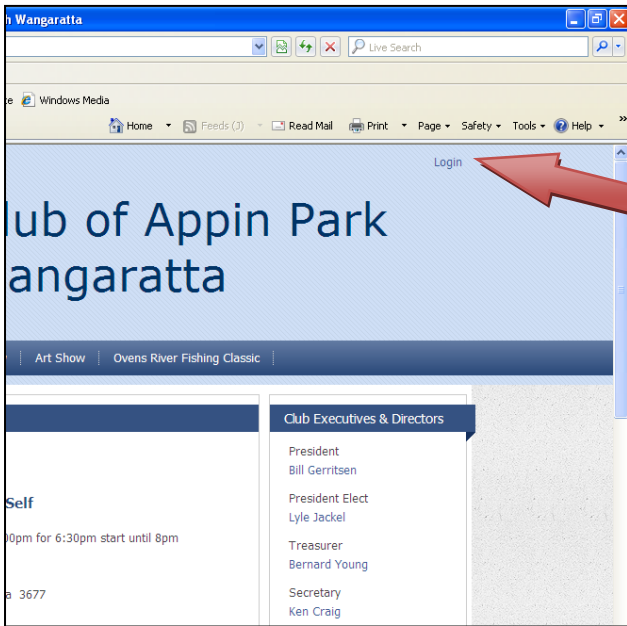 h Wangaratta
Live Search
Windows Media
Home Feeds (J) Read Mail Print Page Safety Tools Help »
Login
lub of Appin Park
angaratta
Art Show Ovens River Fishing Classic
Club Executives & Directors
President
Bill Gerritsen
President Elect
Lyle Jackel
Self
00pm for 6:30pm start until 8pm
Treasurer
Bernard Young
a 3677
Secretary
Ken Craig